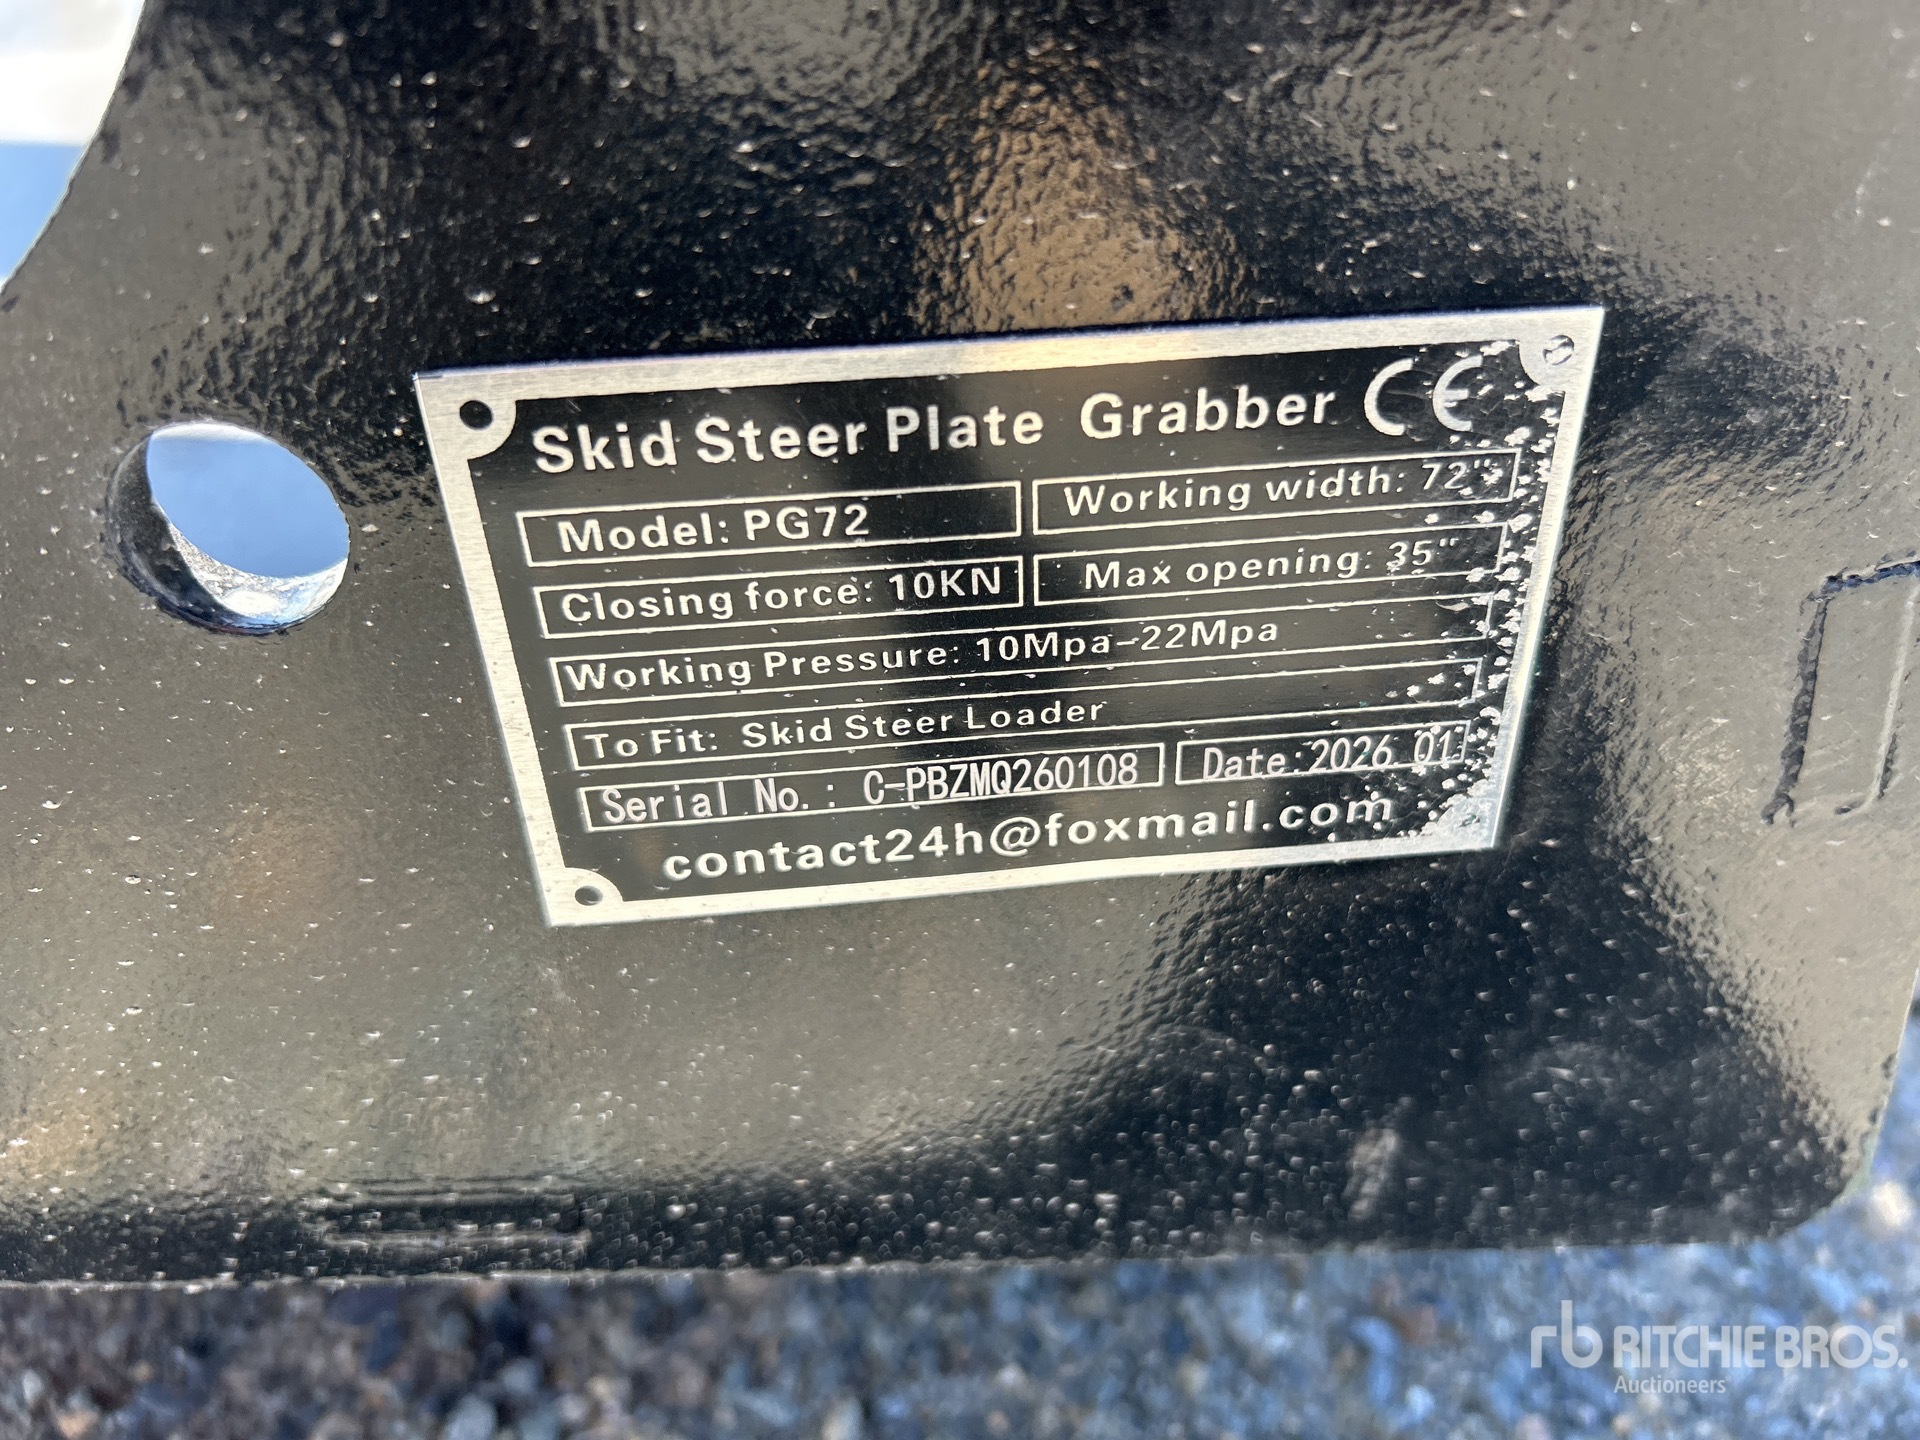 Skid Steer Plate Grabber CE
Model: PG72
Working width: 72"
Closing force: 10KN
Max opening: 35"
Working Pressure: 10Mpa-22Mpa
To Fit: Skid Steer Loader
Serial No.: C-PBZMQ260108
Date: 2026.01
contact24h@foxmail.com
rb RITCHIE BROS.
Auctioneers